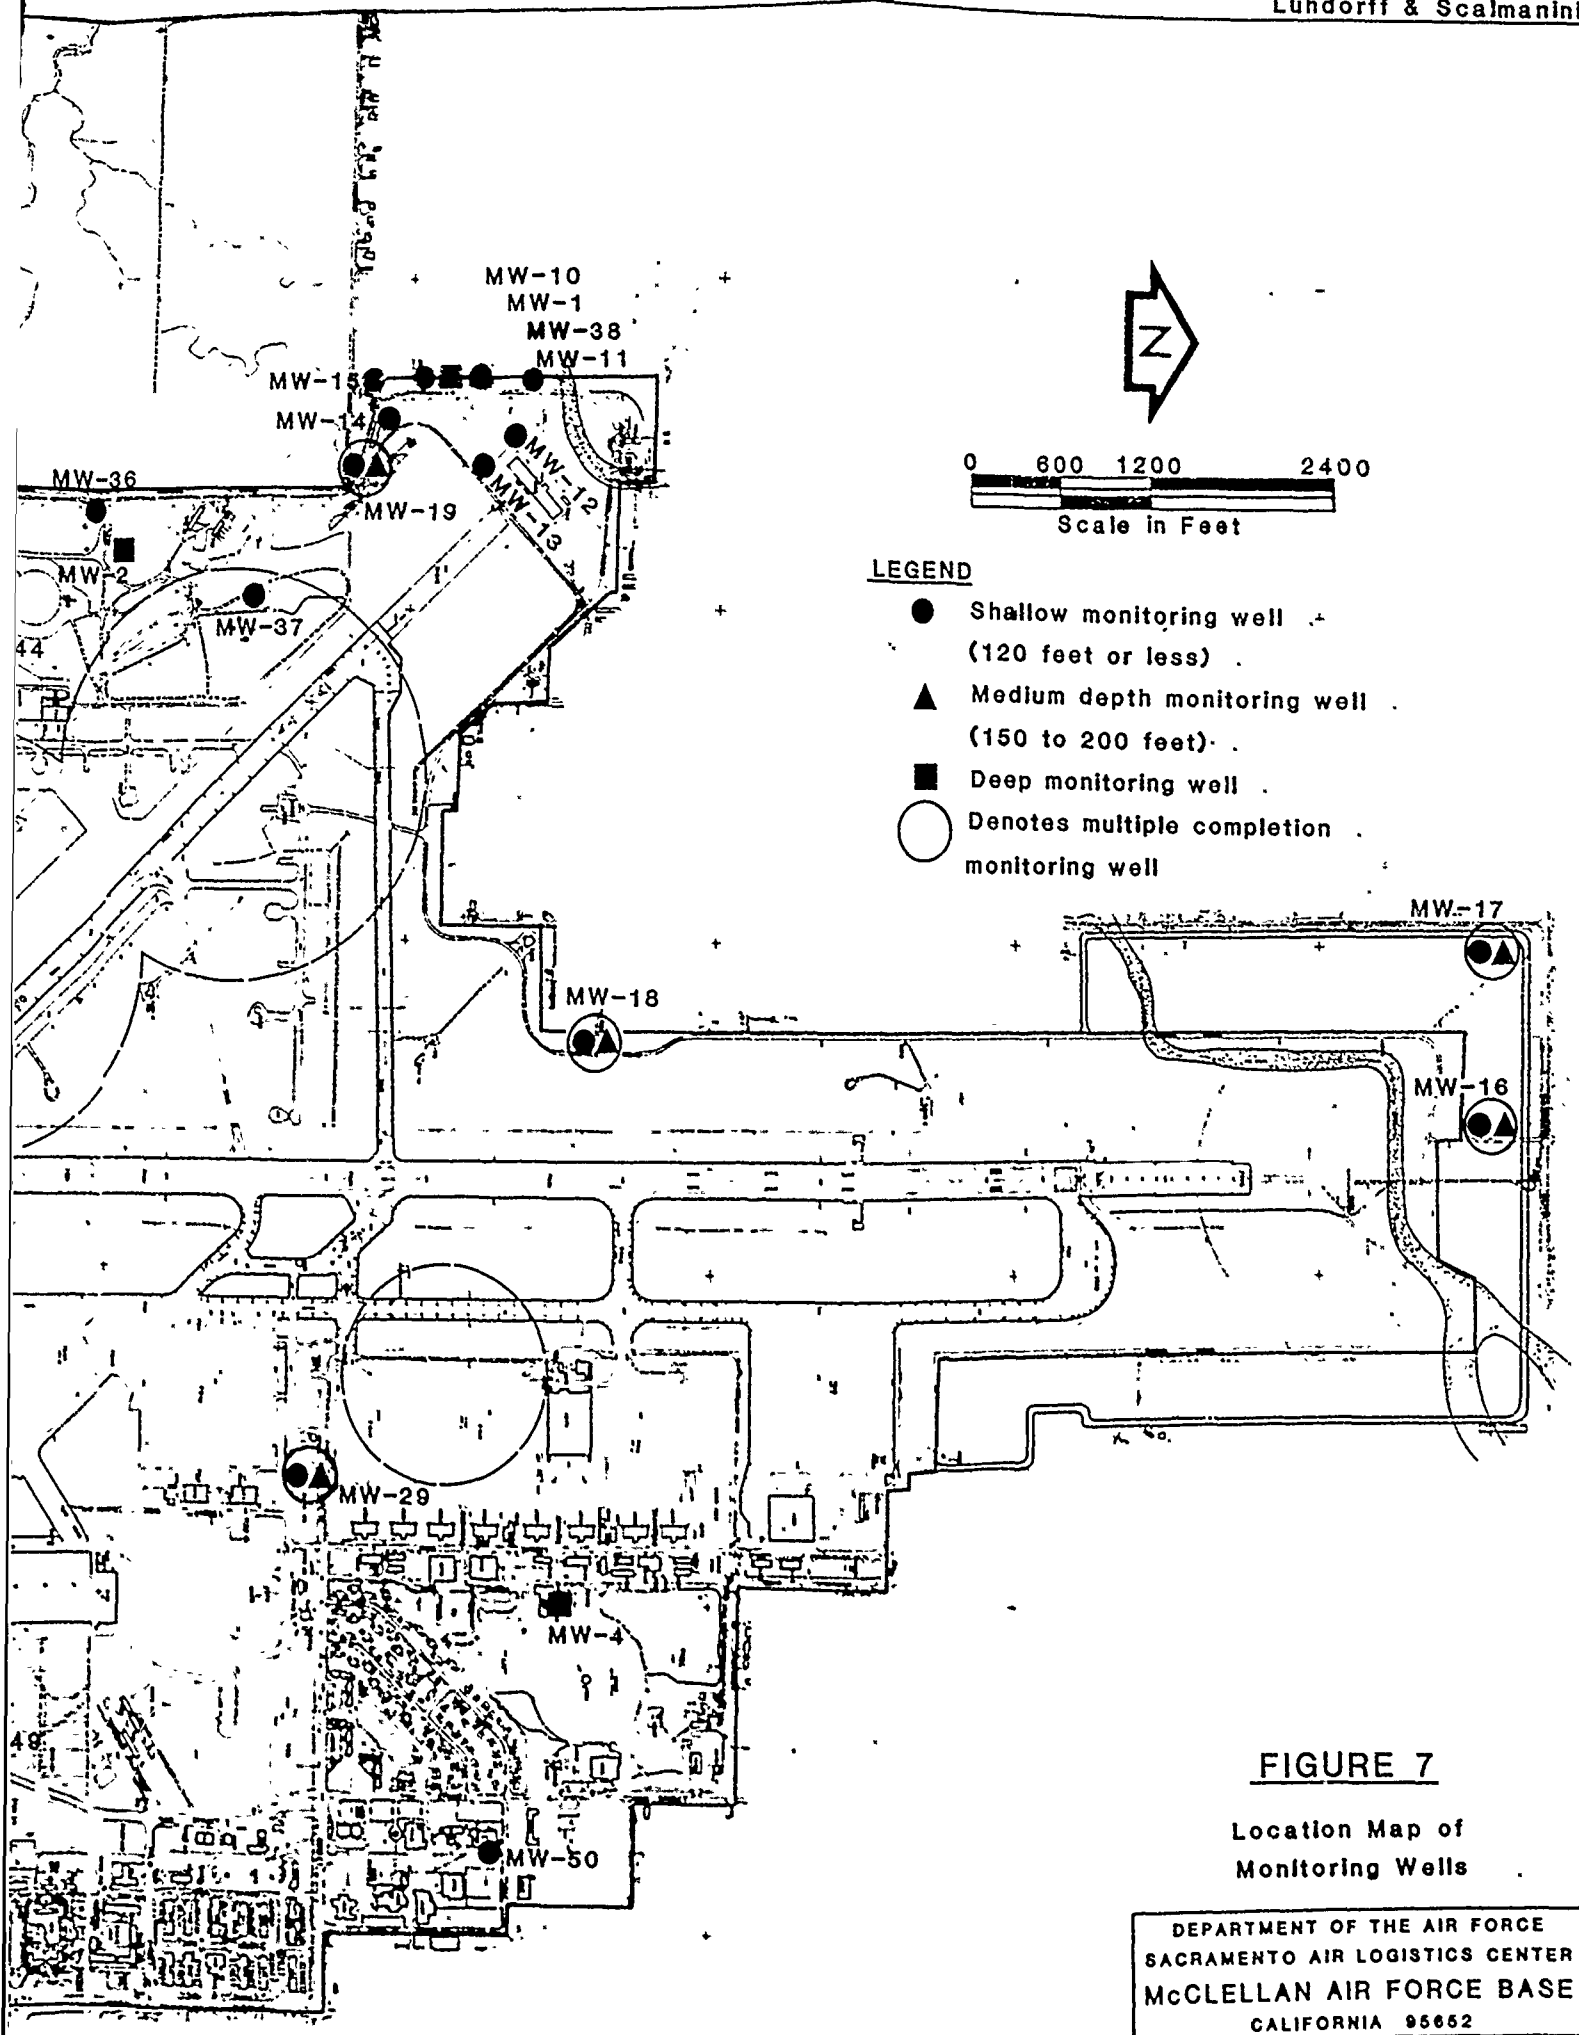 Luhdorff & Scalmanini
MW-10
MW-1
MW-38
MW-11
MW-15
MW-14
MW-12
MW-13
MW-19
MW-36
MW-2
MW-37
44
N
0 600 1200 2400
Scale in Feet
LEGEND
Shallow monitoring well
(120 feet or less)
Medium depth monitoring well
(150 to 200 feet)
Deep monitoring well
Denotes multiple completion
monitoring well
MW-17
MW-18
MW-16
MW-29
MW-4
MW-50
FIGURE 7
Location Map of
Monitoring Wells
DEPARTMENT OF THE AIR FORCE
SACRAMENTO AIR LOGISTICS CENTER
McCLELLAN AIR FORCE BASE
CALIFORNIA 95652